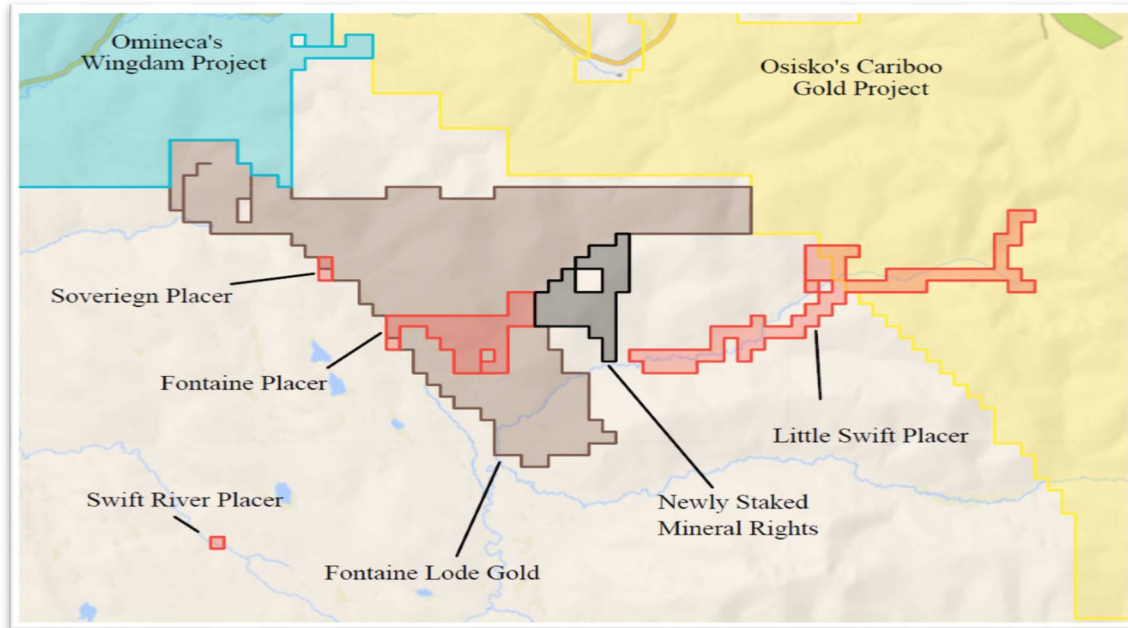 Omineca's
Wingdam Project
Osisko's Cariboo
Gold Project
Soveriegn Placer
Fontaine Placer
Little Swift Placer
Swift River Placer
Newly Staked
Mineral Rights
Fontaine Lode Gold